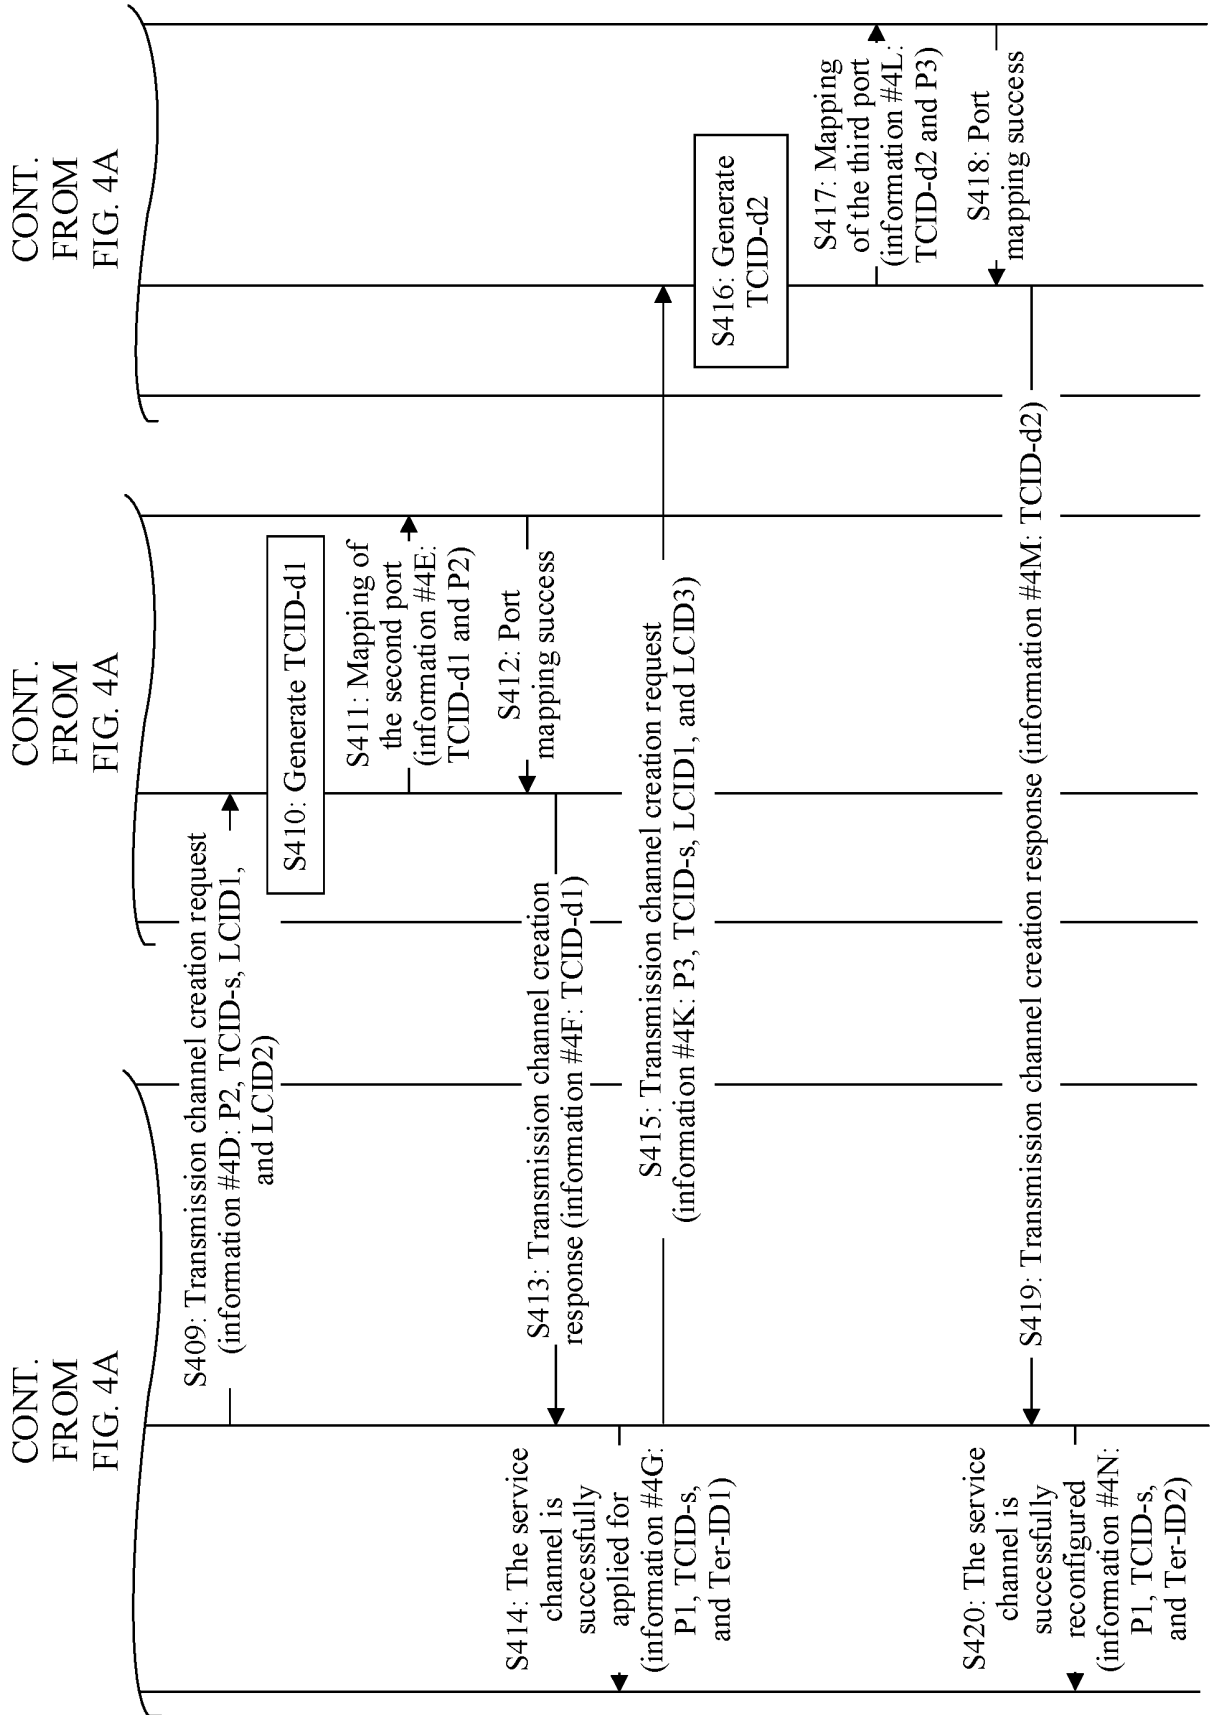 CONT.
FROM
FIG. 4A
CONT.
FROM
FIG. 4A
CONT.
FROM
FIG. 4A
S409: Transmission channel creation request
(information #4D: P2, TCID-s, LCID1,
and LCID2)
S410: Generate TCID-d1
S411: Mapping of
the second port
(information #4E:
TCID-d1 and P2)
S412: Port
mapping success
S413: Transmission channel creation
response (information #4F: TCID-d1)
S414: The service
channel is
successfully
applied for
(information #4G:
P1, TCID-s,
and Ter-ID1)
S415: Transmission channel creation request
(information #4K: P3, TCID-s, LCID1, and LCID3)
S416: Generate
TCID-d2
S417: Mapping
of the third port
(information #4L:
TCID-d2 and P3)
S418: Port
mapping success
S419: Transmission channel creation response (information #4M: TCID-d2)
S420: The service
channel is
successfully
reconfigured
(information #4N:
P1, TCID-s,
and Ter-ID2)